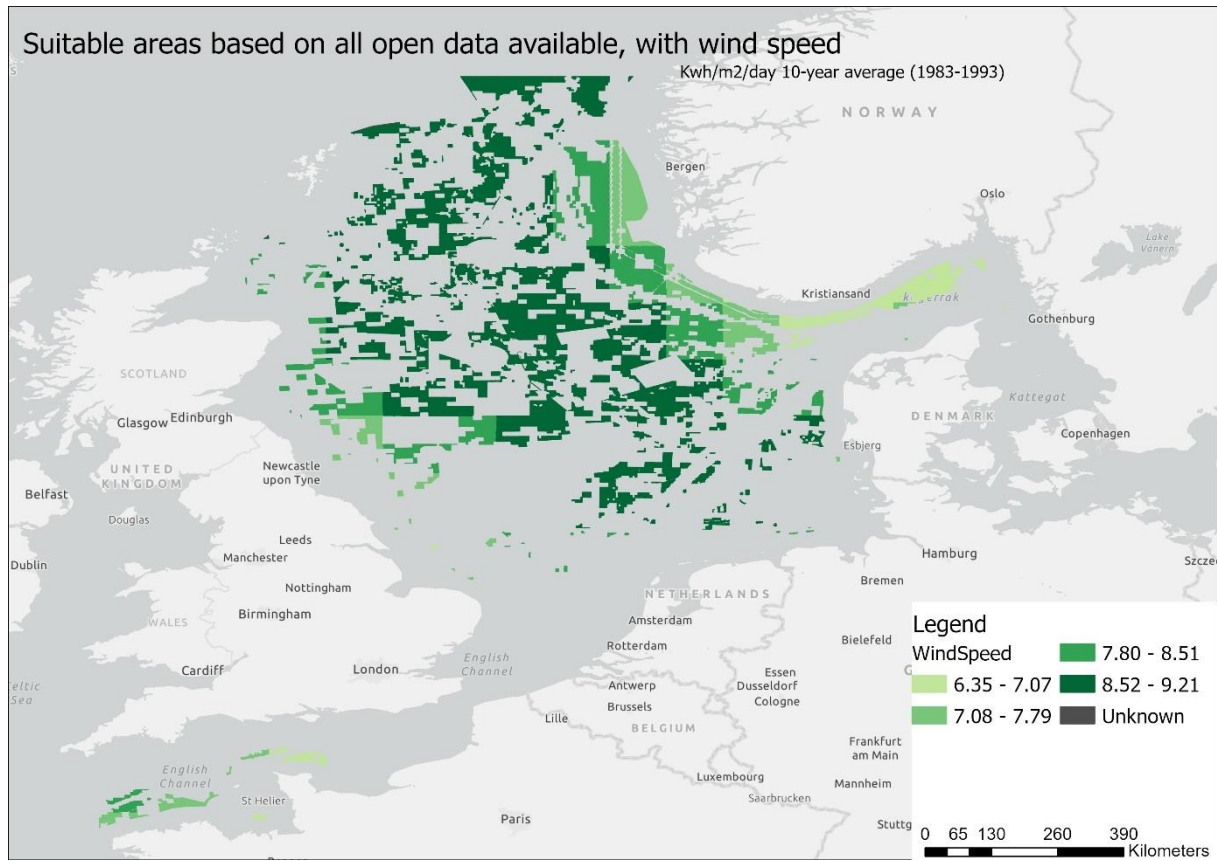 Suitable areas based on all open data available, with wind speed
Kwh/m2/day 10-year average (1983-1993)
NORWAY
Bergen
Oslo
Lake
Vänern
Kristiansand
Gothenburg
SCOTLAND
Glasgow
Edinburgh
DENMARK
Kattegat
Esbjerg
Copenhagen
UNITED
KINGDOM
Newcastle
upon Tyne
Belfast
Douglas
Leeds
Dublin
Manchester
Hamburg
Szcze
Nottingham
Bremen
NETHERLANDS
WALES
Birmingham
Amsterdam
Bielefeld
Rotterdam
Cardiff
London
English
Channel
Celtic
Sea
Essen
Dusseldorf
Cologne
G
Antwerp
Brussels
Lille
BELGIUM
Frankfurt
am Main
English
Channel
Luxembourg
Mannheim
St Helier
Saarbrucken
Paris
Stuttg
Legend
WindSpeed
6.35 - 7.07
7.08 - 7.79
7.80 - 8.51
8.52 - 9.21
Unknown
0 65 130 260 390
Kilometers